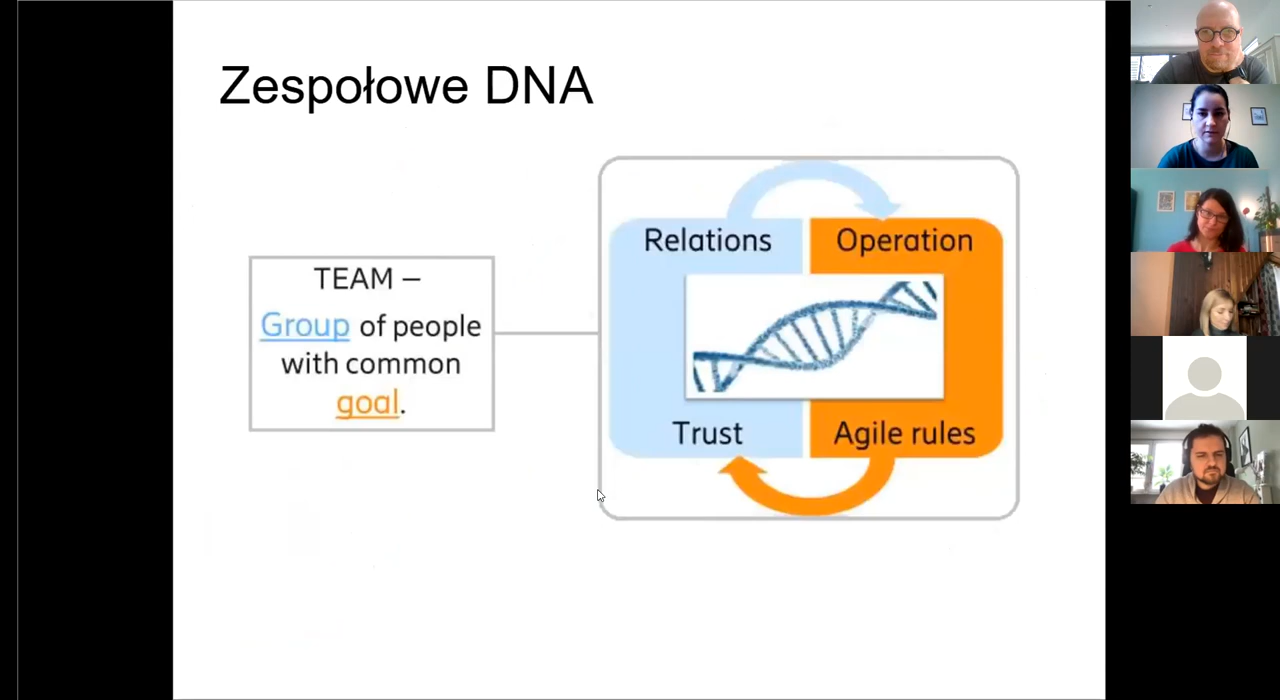 Zespołowe DNA
TEAM –
Group of people
with common
goal.
Relations
Operation
Trust
Agile rules